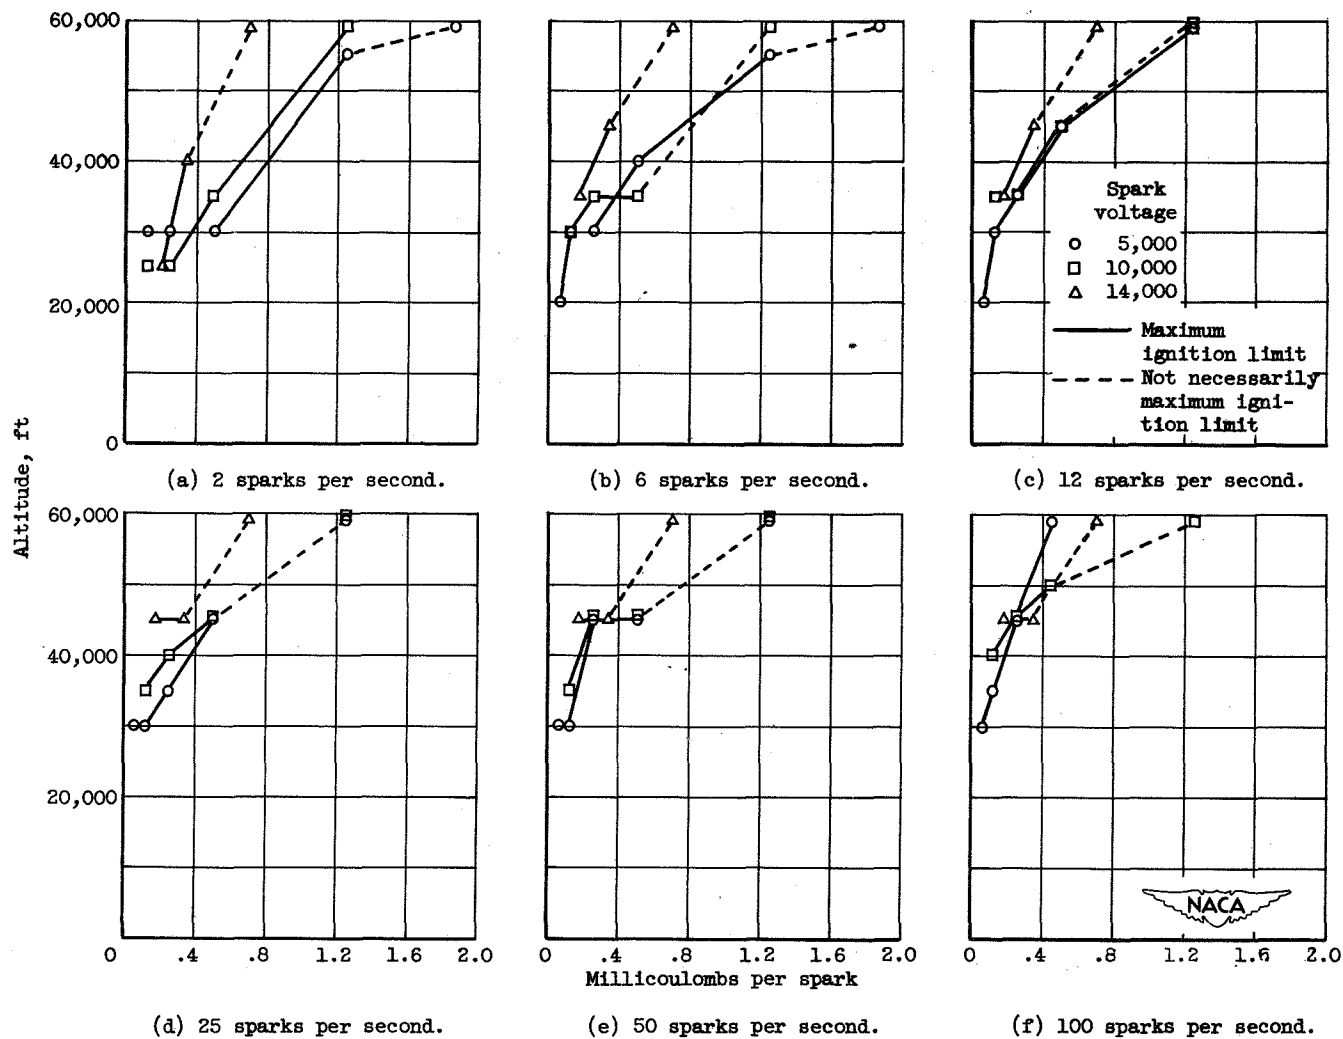 60,000
40,000
20,000
0
(a) 2 sparks per second.
(b) 6 sparks per second.
Spark
voltage
5,000
10,000
14,000
Maximum
ignition limit
Not necessarily
maximum igni-
tion limit
(c) 12 sparks per second.
Altitude, ft
60,000
40,000
20,000
0 .4 .8 1.2 1.6 2.0
(d) 25 sparks per second.
0 .4 .8 1.2 1.6 2.0
Millicoulombs per spark
(e) 50 sparks per second.
NACA
0 .4 .8 1.2 1.6 2.0
(f) 100 sparks per second.